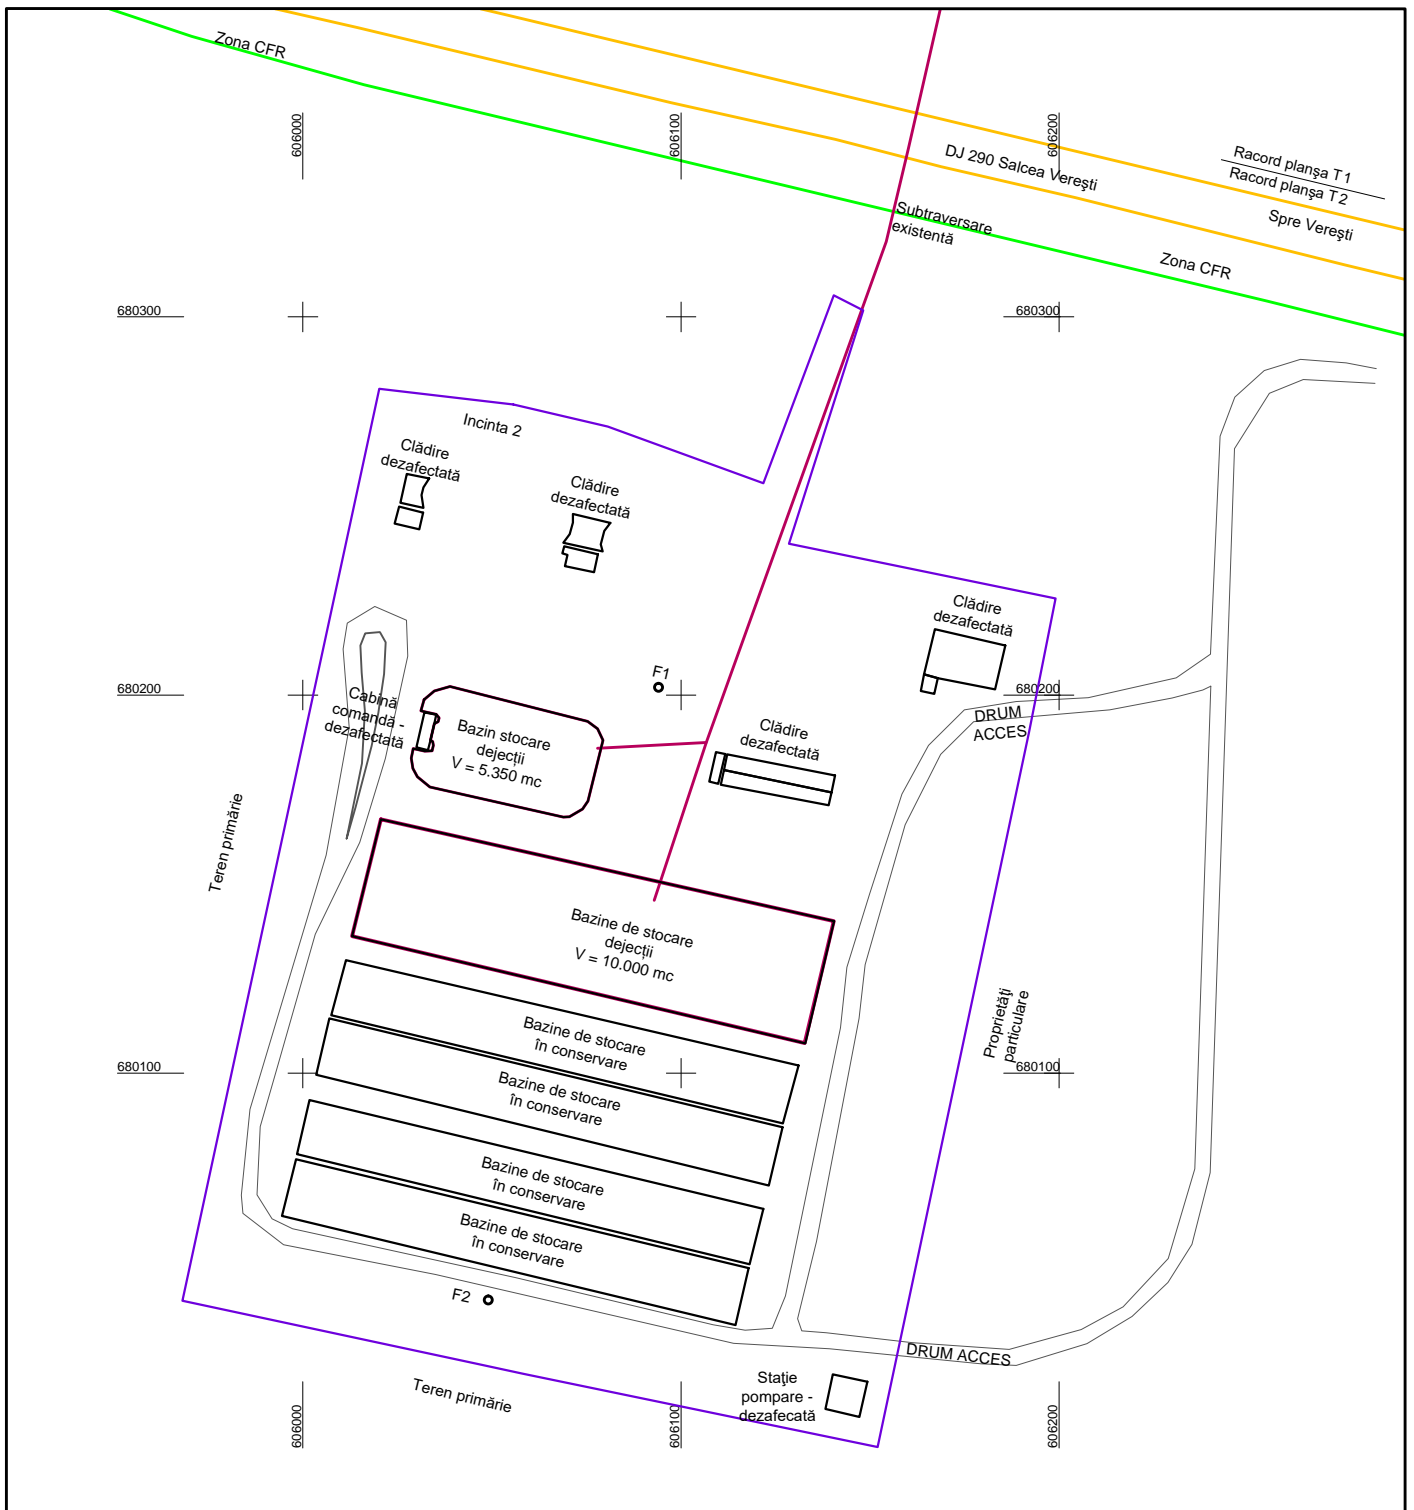 Zona CFR
606000
606100
606200
DJ 290 Salcea Vereşti
Racord planşa T1
Racord planşa T2
Spre Vereşti
Subtraversare
existentă
Zona CFR
680300
680300
Incinta 2
Clădire
dezafectată
Clădire
dezafectată
Clădire
dezafectată
F1
680200
680200
Cabină
comandă -
dezafectată
Bazin stocare
dejecții
V = 5.350 mc
Clădire
dezafectată
DRUM
ACCES
Teren primărie
Bazine de stocare
dejecții
V = 10.000 mc
Proprietăți
particulare
Bazine de stocare
în conservare
680100
680100
Bazine de stocare
în conservare
Bazine de stocare
în conservare
Bazine de stocare
în conservare
F2
DRUM ACCES
Teren primărie
Staţie
pompare -
dezafecată
606000
606100
606200